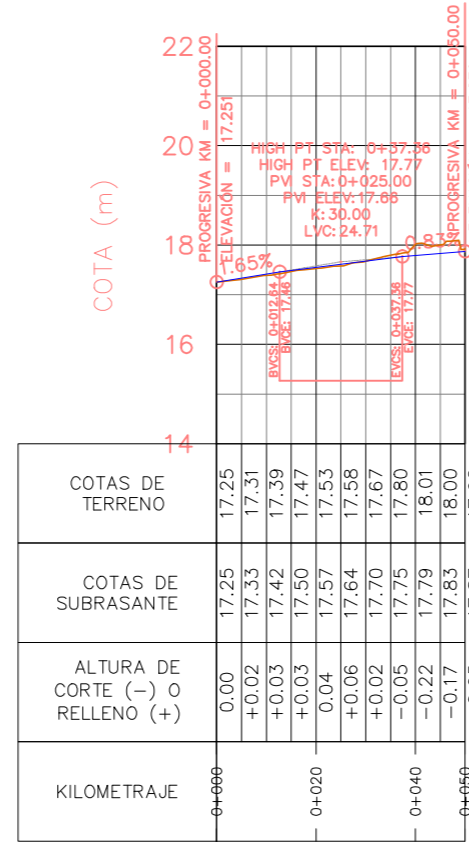 COTA (m)
22
20
18
16
14
PROGRESIVA KM = 0+000.00
ELEVACIÓN = 17.251
PROGRESIVA KM = 0+050.00
HIGH PT STA: 0+37.36
HIGH PT ELEV: 17.77
PVI STA:0+025.00
PVI ELEV:17.66
K:30.00
LVC: 24.71
1.65%
0.83%
BVCS: 0+012.64
BVCE: 17.46
EVCS: 0+037.36
EVCE: 17.77
COTAS DE TERRENO
17.25
17.31
17.39
17.47
17.53
17.58
17.67
17.80
18.01
18.00
COTAS DE SUBRASANTE
17.25
17.33
17.42
17.50
17.57
17.64
17.70
17.75
17.79
17.83
ALTURA DE CORTE (−) O RELLENO (+)
0.00
+0.02
+0.03
+0.03
0.04
+0.06
+0.02
−0.05
−0.22
−0.17
KILOMETRAJE
0+000
0+020
0+040
0+050